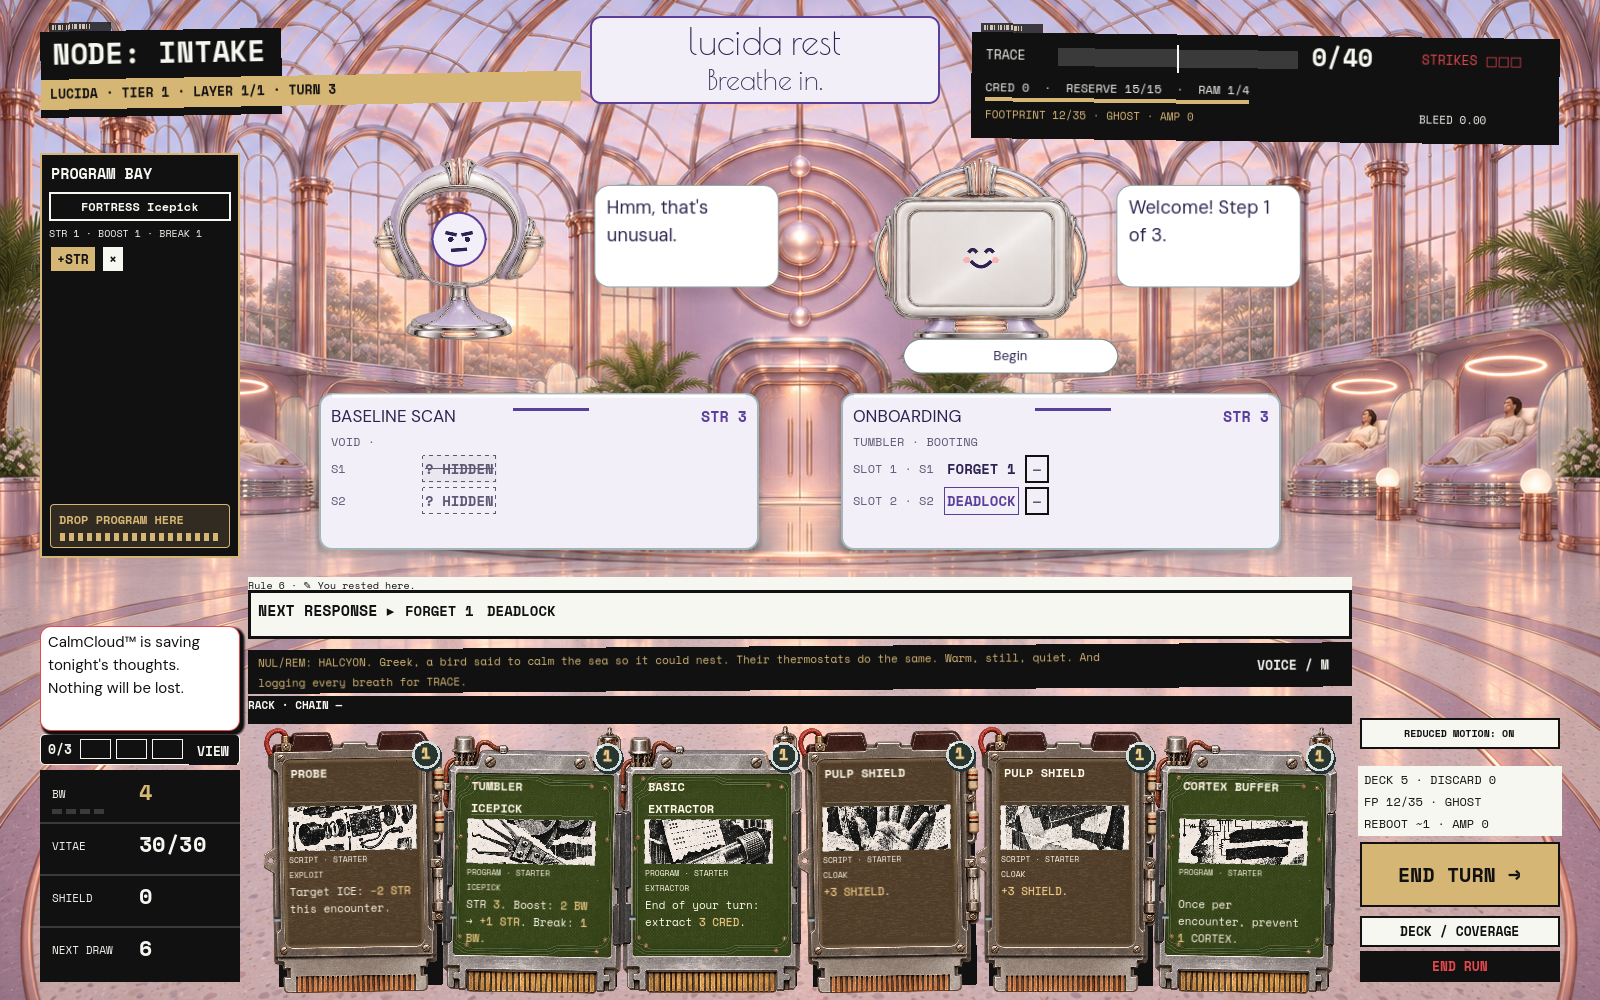 NODE: INTAKE
LUCIDA · TIER 1 · LAYER 1/1 · TURN 3
lucida rest
Breathe in.
TRACE 0/40 STRIKES □□□
CRED 0 · RESERVE 15/15 · RAM 1/4
FOOTPRINT 12/35 · GHOST · AMP 0
BLEED 0.00
PROGRAM BAY
FORTRESS Icepick
STR 1 · BOOST 1 · BREAK 1
+STR ×
DROP PROGRAM HERE
Hmm, that's
unusual.
Welcome! Step 1
of 3.
Begin
BASELINE SCAN STR 3
VOID ·
S1 ? HIDDEN
S2 ? HIDDEN
ONBOARDING STR 3
TUMBLER · BOOTING
SLOT 1 · S1 FORGET 1 —
SLOT 2 · S2 DEADLOCK —
Rule 6 · ✎ You rested here.
NEXT RESPONSE ▸ FORGET 1 DEADLOCK
NUL/REM: HALCYON. Greek, a bird said to calm the sea so it could nest. Their thermostats do the same. Warm, still, quiet. And
logging every breath for TRACE.
VOICE / M
RACK · CHAIN —
CalmCloud™ is saving
tonight's thoughts.
Nothing will be lost.
0/3 VIEW
BW 4
VITAE 30/30
SHIELD 0
NEXT DRAW 6
1
PROBE
SCRIPT · STARTER
EXPLOIT
Target ICE: −2 STR
this encounter.
1
TUMBLER
ICEPICK
PROGRAM · STARTER
ICEPICK
STR 3. Boost: 2 BW
→ +1 STR. Break: 1
BW.
1
BASIC
EXTRACTOR
PROGRAM · STARTER
EXTRACTOR
End of your turn:
extract 3 CRED.
1
PULP SHIELD
SCRIPT · STARTER
CLOAK
+3 SHIELD.
1
PULP SHIELD
SCRIPT · STARTER
CLOAK
+3 SHIELD.
1
CORTEX BUFFER
PROGRAM · STARTER
Once per
encounter, prevent
1 CORTEX.
REDUCED MOTION: ON
DECK 5 · DISCARD 0
FP 12/35 · GHOST
REBOOT ~1 · AMP 0
END TURN →
DECK / COVERAGE
END RUN